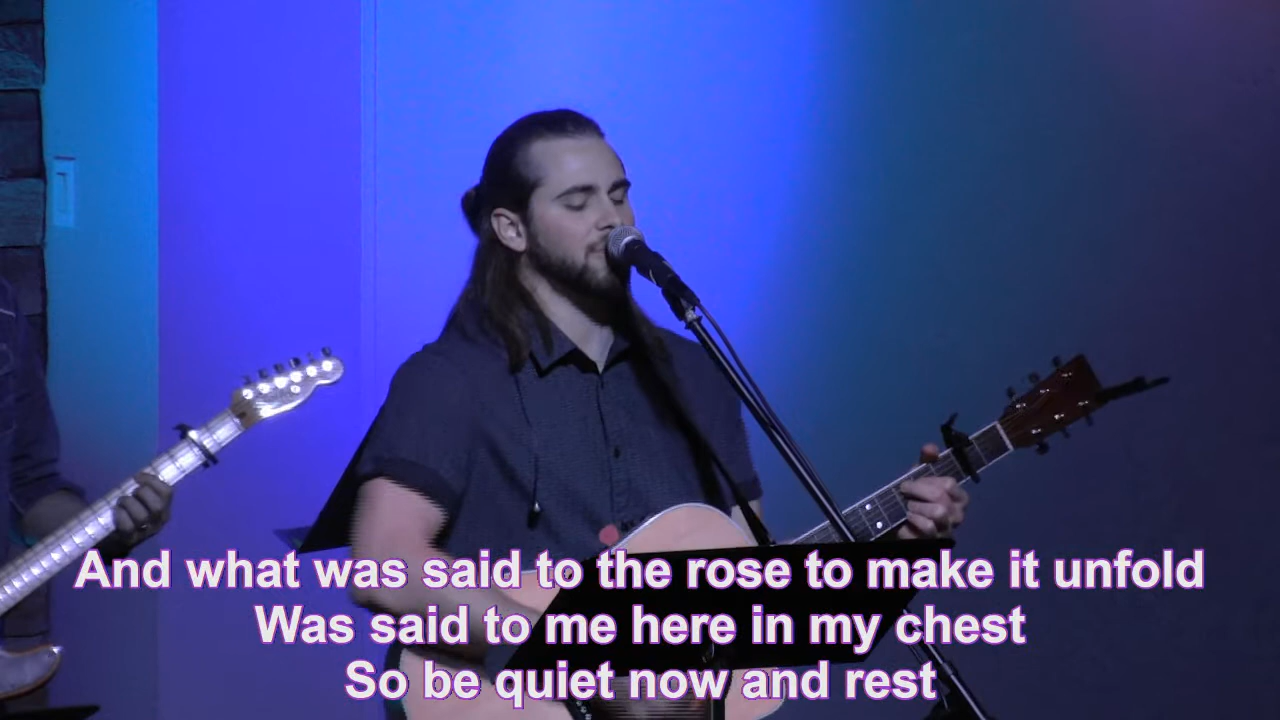 And what was said to the rose to make it unfold
Was said to me here in my chest
So be quiet now and rest